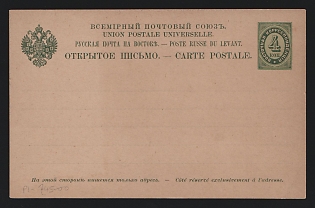 ВСЕМІРНЫЙ ПОЧТОВЫЙ СОЮЗЪ.
UNION POSTALE UNIVERSELLE.
РУССКАЯ ПОЧТА НА ВОСТОКѢ. — POSTE RUSSE DU LEVANT.
ОТКРЫТОЕ ПИСЬМО. — CARTE POSTALE.
4
На этой сторонѣ пишется только адресъ. — Côté réservé exclusivement à l'adresse.